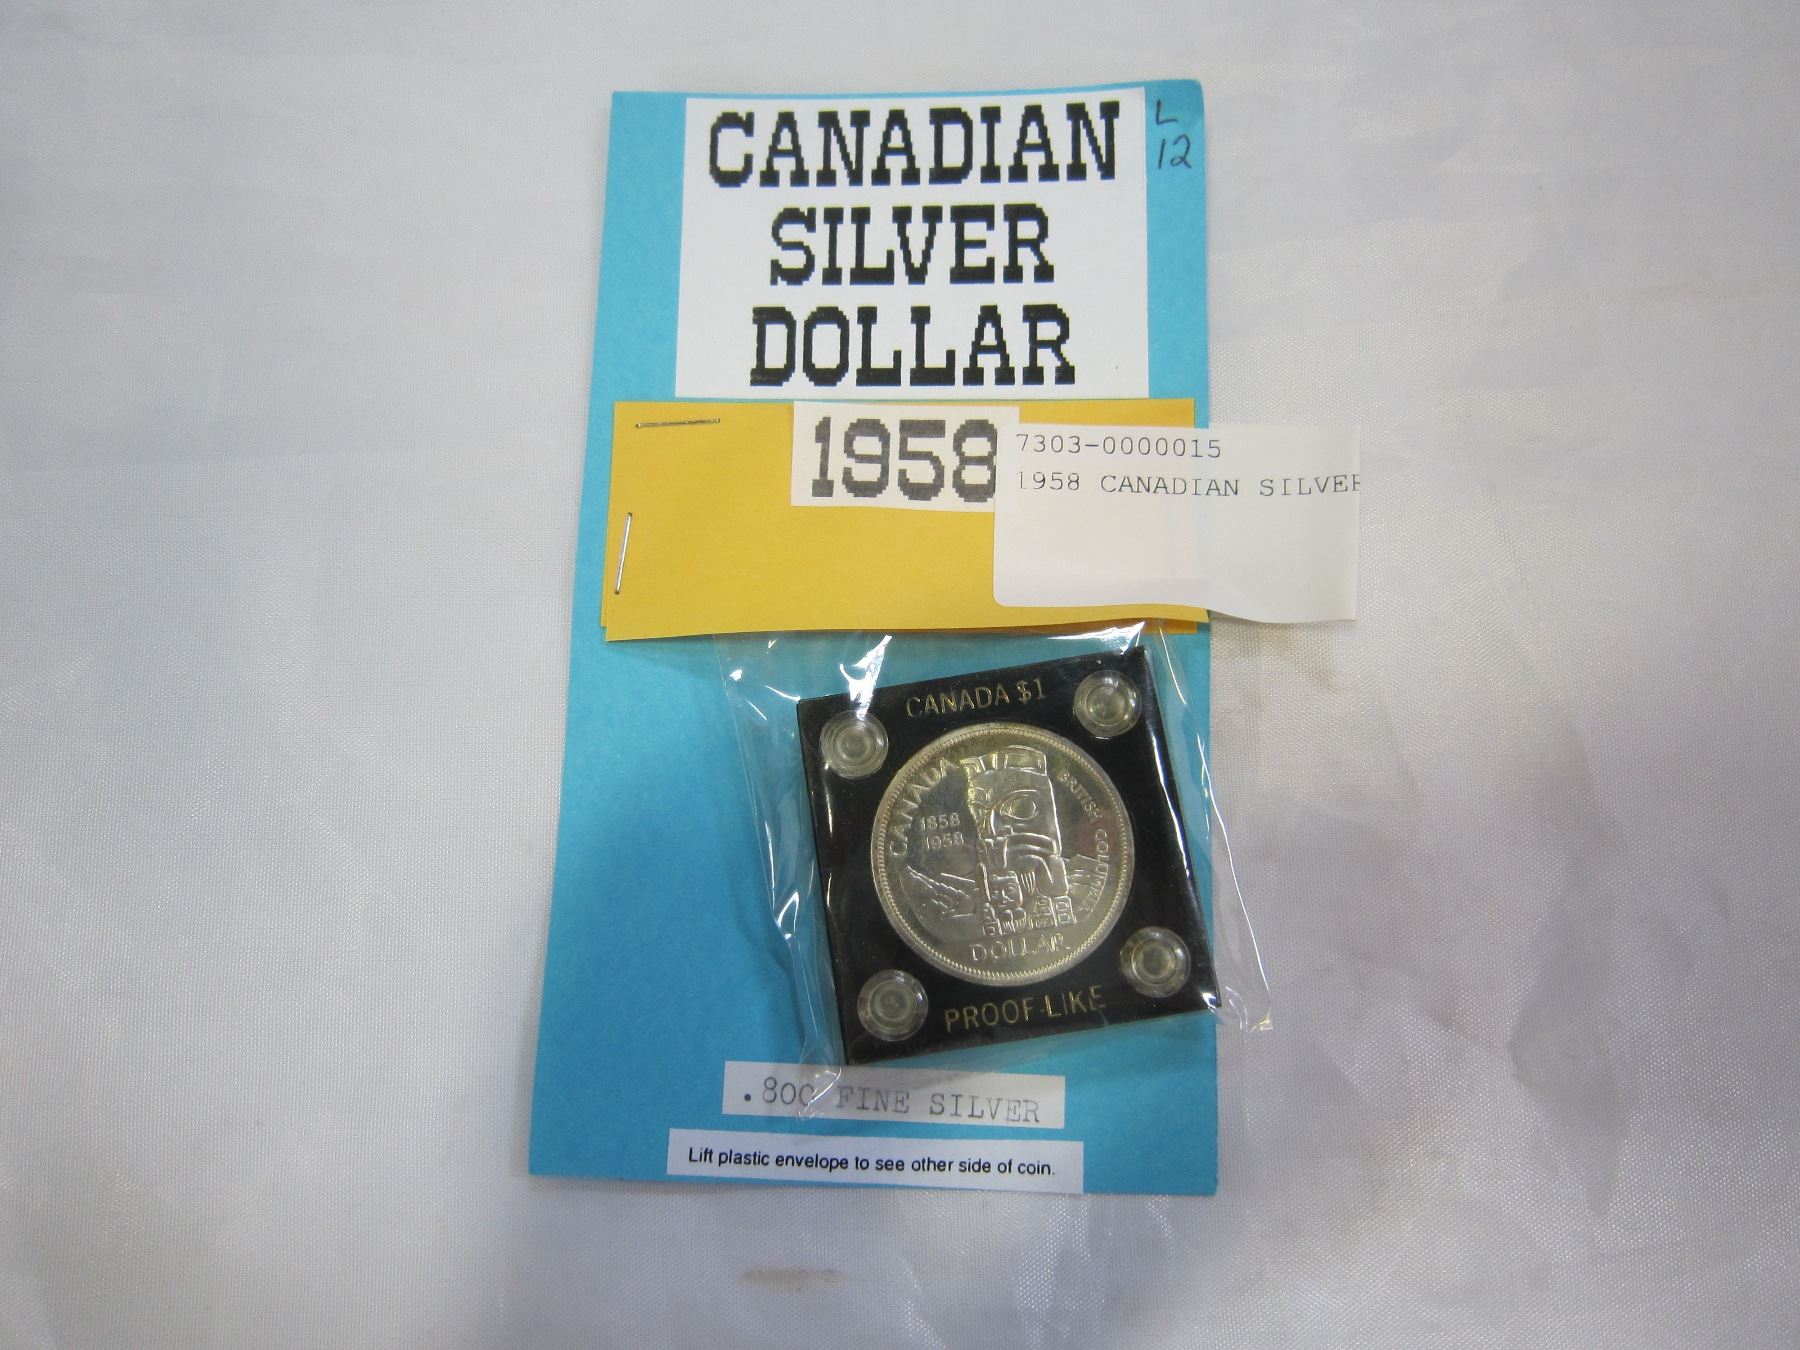 CANADIAN
SILVER
DOLLAR
L
12
1958
7303-0000015
1958 CANADIAN SILVER
CANADA $1
CANADA
BRITISH COLUMBIA
1858
1958
DOLLAR
PROOF-LIKE
.800 FINE SILVER
Lift plastic envelope to see other side of coin.